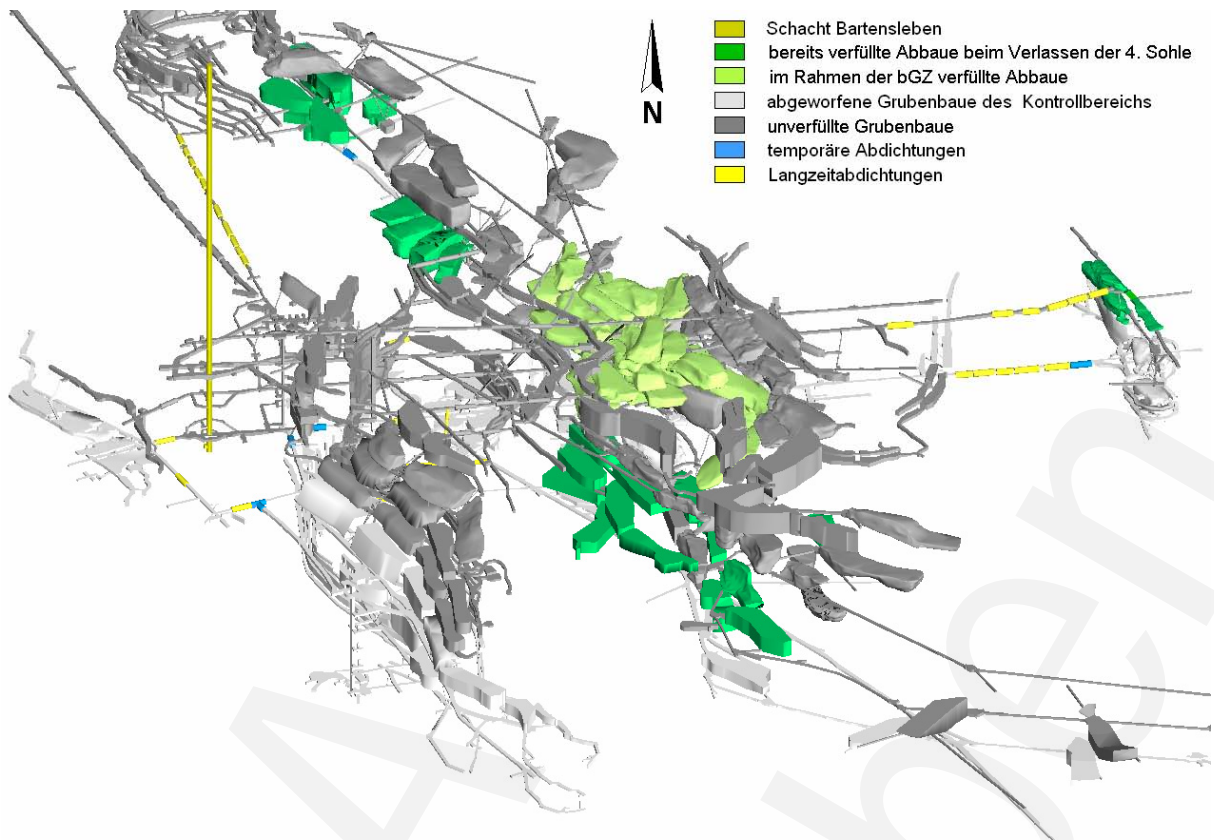 Schacht Bartensleben
bereits verfüllte Abbaue beim Verlassen der 4. Sohle
im Rahmen der bGZ verfüllte Abbaue
abgeworfene Grubenbaue des Kontrollbereichs
unverfüllte Grubenbaue
temporäre Abdichtungen
Langzeitabdichtungen
N